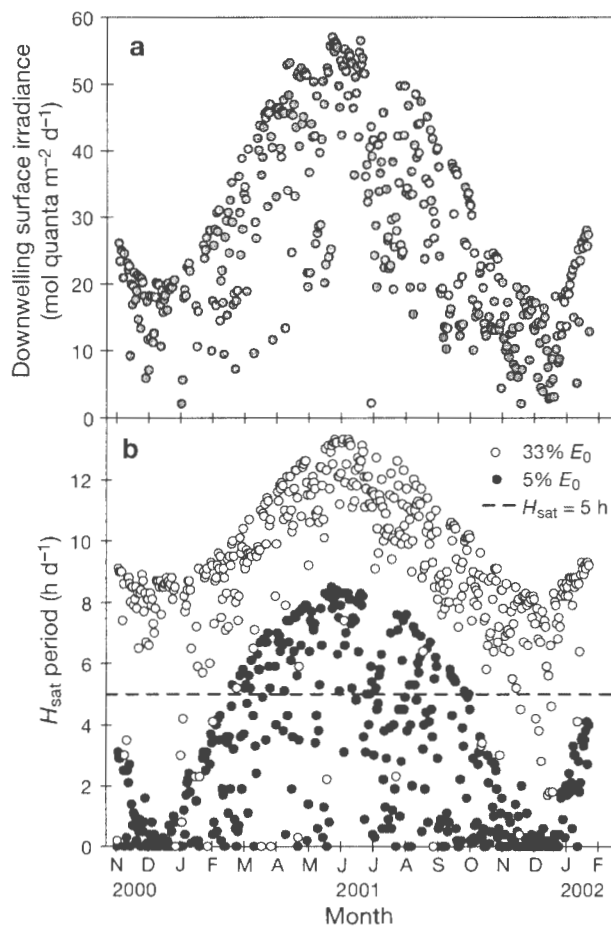 a
Downwelling surface irradiance
(mol quanta m⁻² d⁻¹)
60
50
40
30
20
10
0
b
33% E₀
5% E₀
H_sat = 5 h
H_sat period (h d⁻¹)
12
10
8
6
4
2
0
N D J F M A M J J A S O N D J F
2000 2001 2002
Month